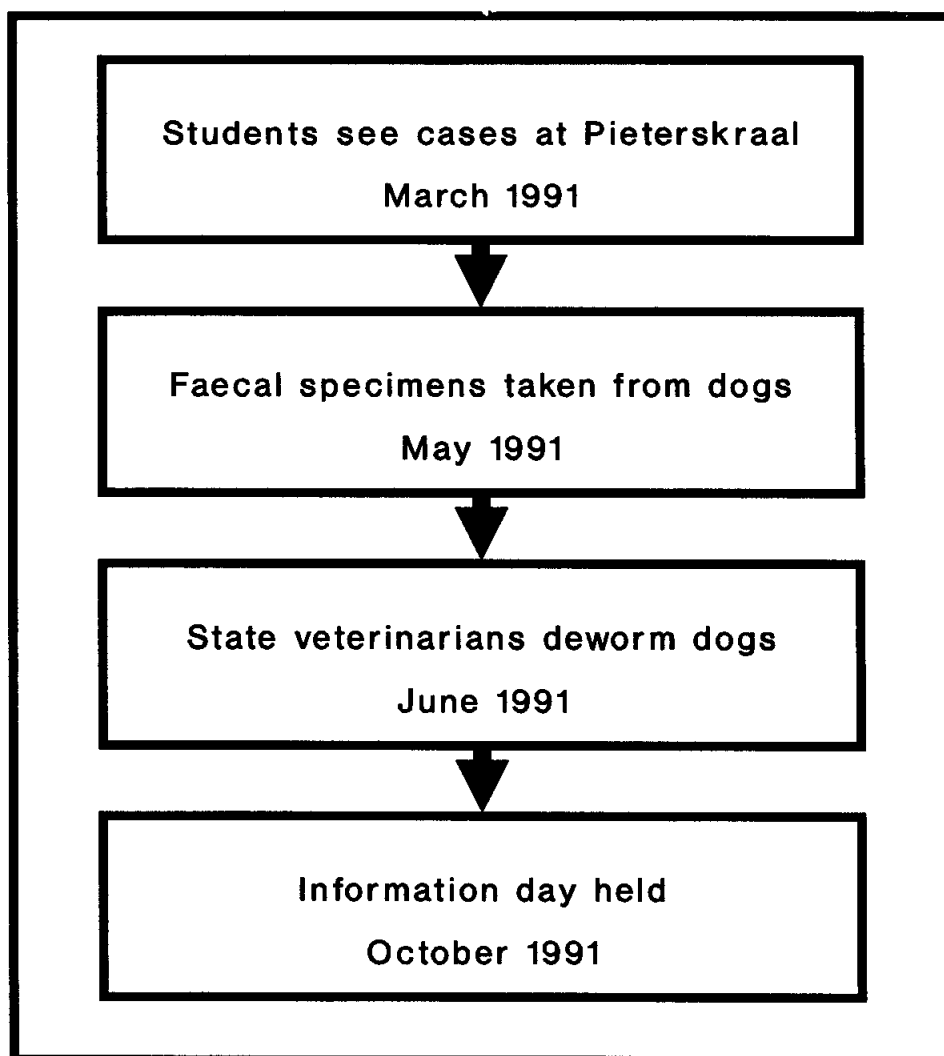 Students see cases at Pieterskraal
March 1991
Faecal specimens taken from dogs
May 1991
State veterinarians deworm dogs
June 1991
Information day held
October 1991